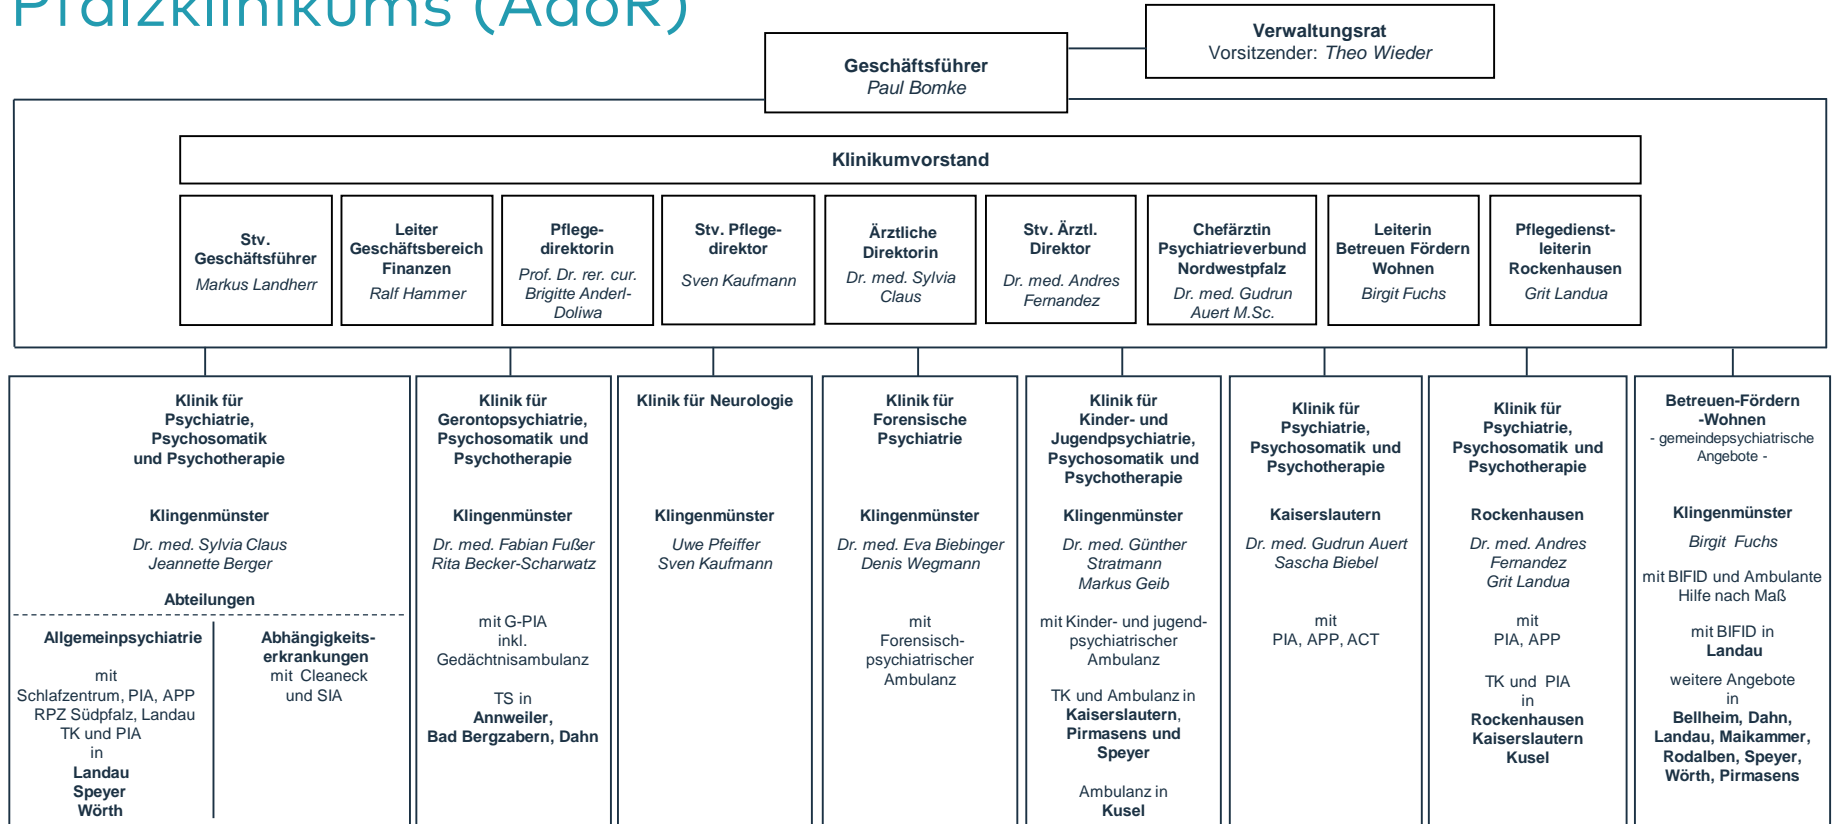 Pfalzklinikums (AdöR)
Verwaltungsrat
Vorsitzender: Theo Wieder
Geschäftsführer
Paul Bomke
Klinikumvorstand
Stv.
Geschäftsführer
Markus Landherr
Leiter
Geschäftsbereich
Finanzen
Ralf Hammer
Pflege-
direktorin
Prof. Dr. rer. cur.
Brigitte Anderl-
Doliwa
Stv. Pflege-
direktor
Sven Kaufmann
Ärztliche
Direktorin
Dr. med. Sylvia
Claus
Stv. Ärztl.
Direktor
Dr. med. Andres
Fernandez
Chefärztin
Psychiatrieverbund
Nordwestpfalz
Dr. med. Gudrun
Auert M.Sc.
Leiterin
Betreuen Fördern
Wohnen
Birgit Fuchs
Pflegedienst-
leiterin
Rockenhausen
Grit Landua
Klinik für
Psychiatrie,
Psychosomatik
und Psychotherapie
Klingenmünster
Dr. med. Sylvia Claus
Jeannette Berger
Abteilungen
Allgemeinpsychiatrie
mit
Schlafzentrum, PIA, APP
RPZ Südpfalz, Landau
TK und PIA
in
Landau
Speyer
Wörth
Abhängigkeits-
erkrankungen
mit Cleaneck
und SIA
Klinik für
Gerontopsychiatrie,
Psychosomatik und
Psychotherapie
Klingenmünster
Dr. med. Fabian Fußer
Rita Becker-Scharwatz
mit G-PIA
inkl.
Gedächtnisambulanz
TS in
Annweiler,
Bad Bergzabern, Dahn
Klinik für Neurologie
Klingenmünster
Uwe Pfeiffer
Sven Kaufmann
Klinik für
Forensische
Psychiatrie
Klingenmünster
Dr. med. Eva Biebinger
Denis Wegmann
mit
Forensisch-
psychiatrischer
Ambulanz
Klinik für
Kinder- und
Jugendpsychiatrie,
Psychosomatik und
Psychotherapie
Klingenmünster
Dr. med. Günther
Stratmann
Markus Geib
mit Kinder- und jugend-
psychiatrischer
Ambulanz
TK und Ambulanz in
Kaiserslautern,
Pirmasens und
Speyer
Ambulanz in
Kusel
Klinik für
Psychiatrie,
Psychosomatik und
Psychotherapie
Kaiserslautern
Dr. med. Gudrun Auert
Sascha Biebel
mit
PIA, APP, ACT
Klinik für
Psychiatrie,
Psychosomatik und
Psychotherapie
Rockenhausen
Dr. med. Andres
Fernandez
Grit Landua
mit
PIA, APP
TK und PIA
in
Rockenhausen
Kaiserslautern
Kusel
Betreuen-Fördern
-Wohnen
- gemeindepsychiatrische
Angebote -
Klingenmünster
Birgit Fuchs
mit BIFID und Ambulante
Hilfe nach Maß
mit BIFID in
Landau
weitere Angebote
in
Bellheim, Dahn,
Landau, Maikammer,
Rodalben, Speyer,
Wörth, Pirmasens